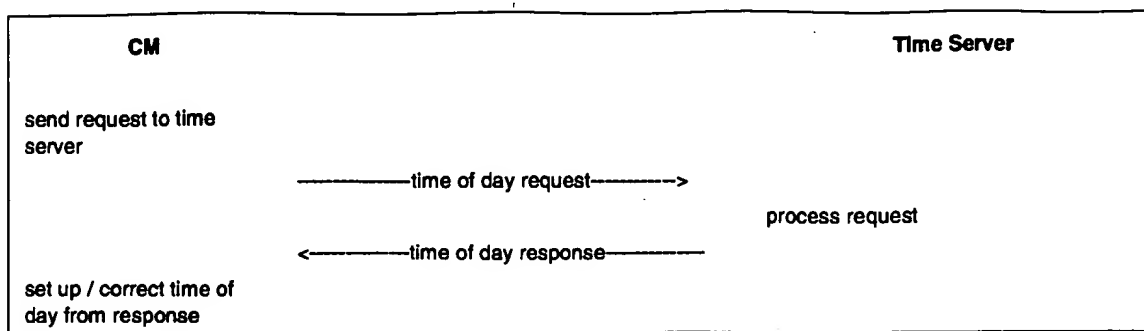 CM Time Server
send request to time
server
time of day request
process request
time of day response
set up / correct time of
day from response